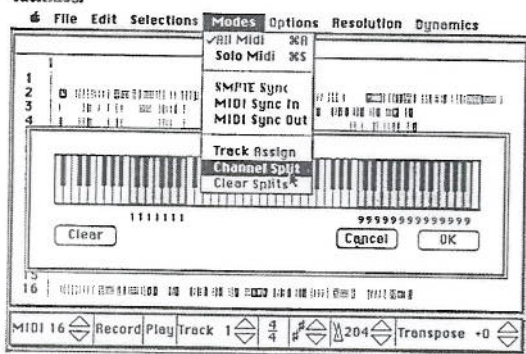 File Edit Selections Modes Options Resolution Dynamics
✓All Midi ⌘A
Solo Midi ⌘S
SMPTE Sync
MIDI Sync In
MIDI Sync Out
Track Assign
Channel Split
Clear Splits
1
2
3
4
1111111
99999999999999
Clear
Cancel
OK
15
16
MIDI 16 Record Play Track 1 4/4 204 Transpose +0